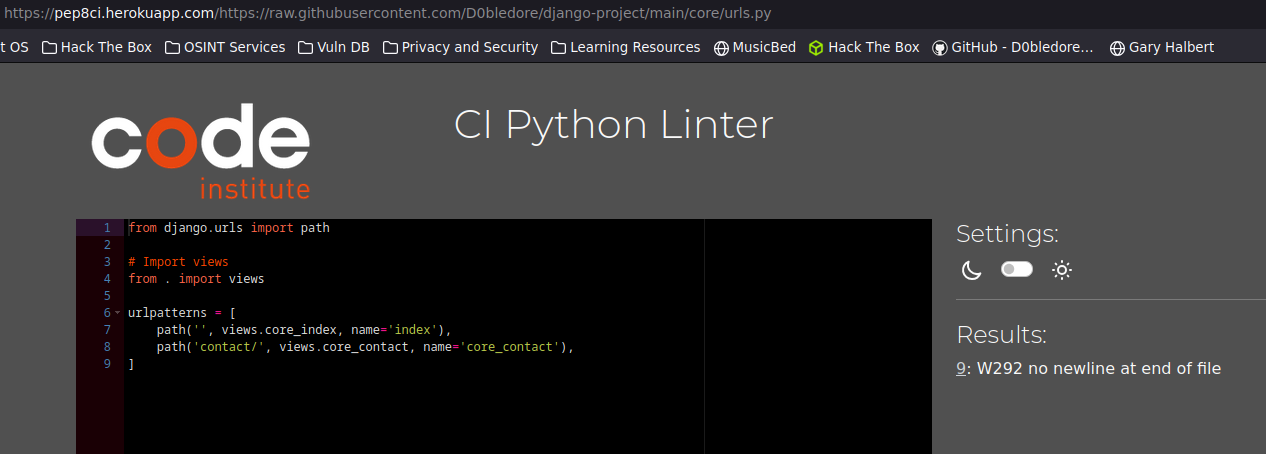 https://pep8ci.herokuapp.com/https://raw.githubusercontent.com/D0bledore/django-project/main/core/urls.py
t OS Hack The Box OSINT Services Vuln DB Privacy and Security Learning Resources MusicBed Hack The Box GitHub - D0bledore... Gary Halbert
code
institute
CI Python Linter
1 from django.urls import path
2
3 # Import views
4 from . import views
5
6 urlpatterns = [
7     path('', views.core_index, name='index'),
8     path('contact/', views.core_contact, name='core_contact'),
9 ]
Settings:
Results:
9: W292 no newline at end of file